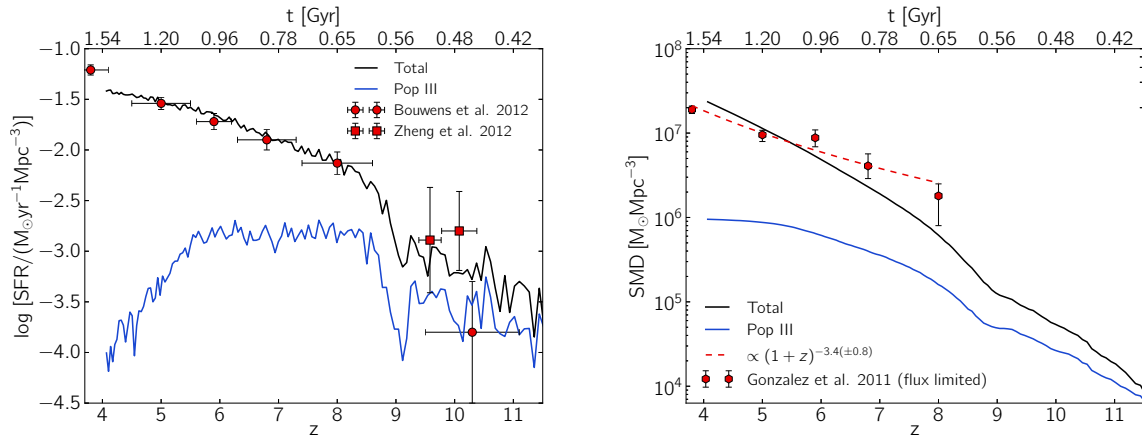 t [Gyr]
1.54 1.20 0.96 0.78 0.65 0.56 0.48 0.42
−1.0
−1.5
−2.0
−2.5
−3.0
−3.5
−4.0
−4.5
log [SFR/(M⊙yr−1Mpc−3)]
Total
Pop III
Bouwens et al. 2012
Zheng et al. 2012
4 5 6 7 8 9 10 11
z
t [Gyr]
1.54 1.20 0.96 0.78 0.65 0.56 0.48 0.42
10^8
10^7
10^6
10^5
10^4
SMD [M⊙Mpc−3]
Total
Pop III
∝ (1 + z)^−3.4(±0.8)
Gonzalez et al. 2011 (flux limited)
4 5 6 7 8 9 10 11
z